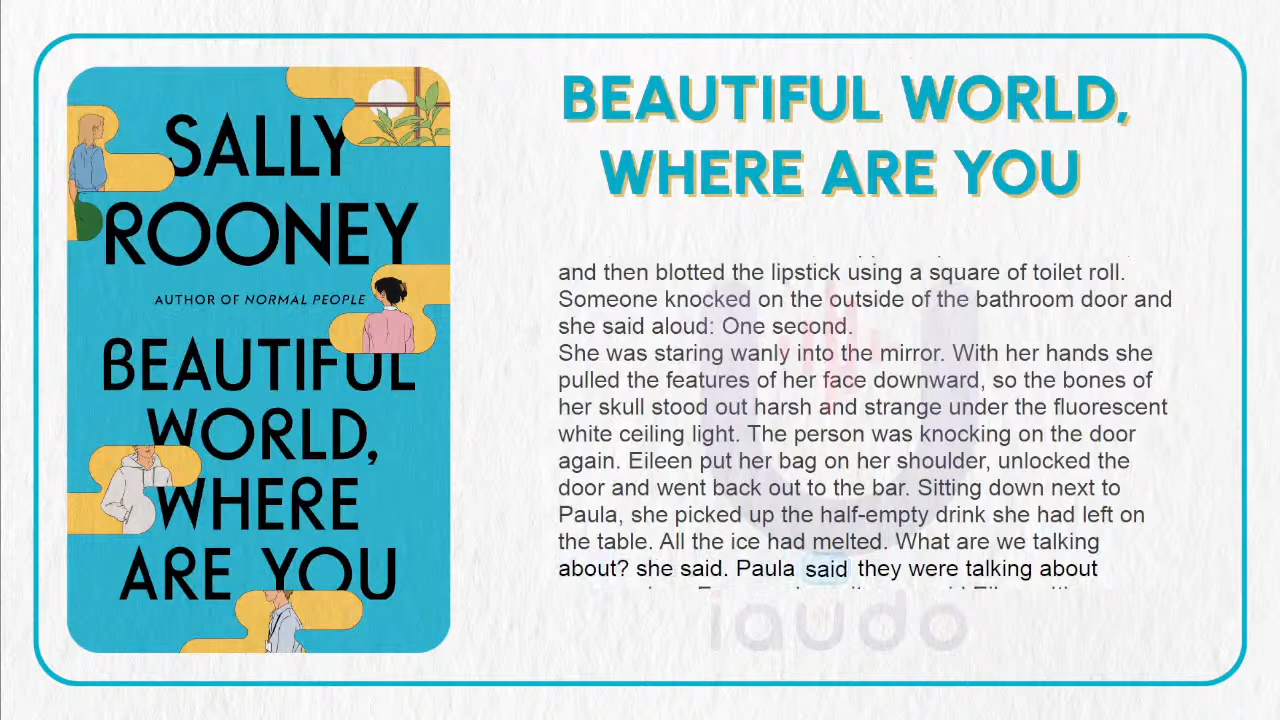 SALLY
ROONEY
AUTHOR OF NORMAL PEOPLE
BEAUTIFUL
WORLD,
WHERE
ARE YOU
BEAUTIFUL WORLD,
WHERE ARE YOU
and then blotted the lipstick using a square of toilet roll.
Someone knocked on the outside of the bathroom door and
she said aloud: One second.
She was staring wanly into the mirror. With her hands she
pulled the features of her face downward, so the bones of
her skull stood out harsh and strange under the fluorescent
white ceiling light. The person was knocking on the door
again. Eileen put her bag on her shoulder, unlocked the
door and went back out to the bar. Sitting down next to
Paula, she picked up the half-empty drink she had left on
the table. All the ice had melted. What are we talking
about? she said. Paula said they were talking about
iaudo